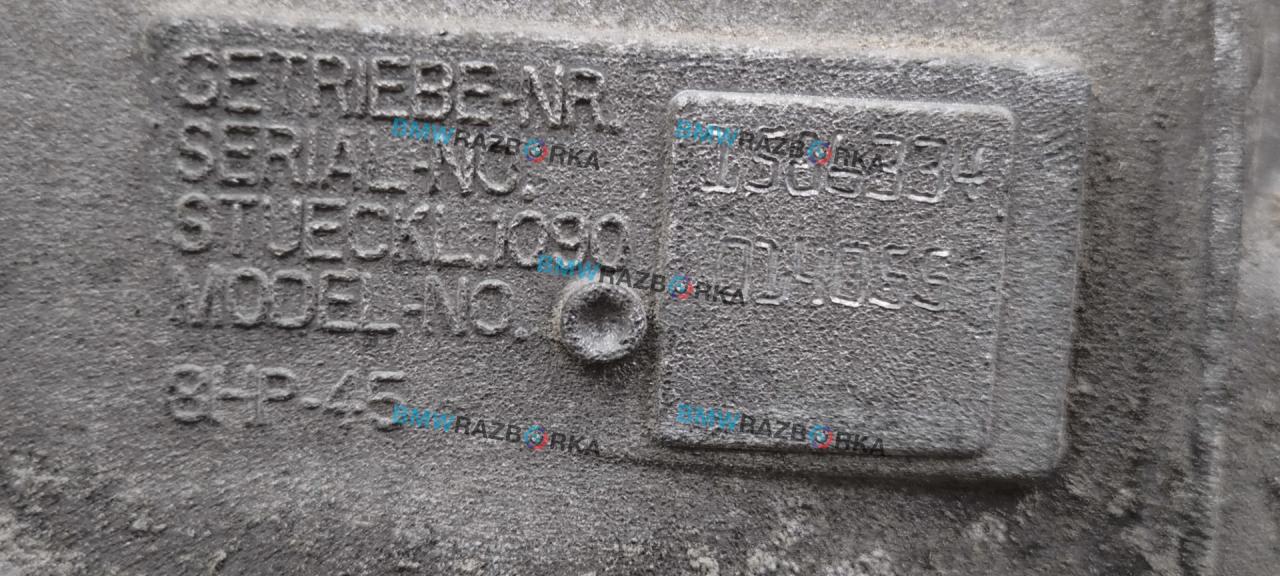 GETRIEBE-NR.
SERIAL-NO.
STUECKL.1090
MODEL-NO.
8HP-45
BMWRAZBORKA
BMWRAZBORKA
BMWRAZBORKA
BMWRAZBORKA
BMWRAZBORKA